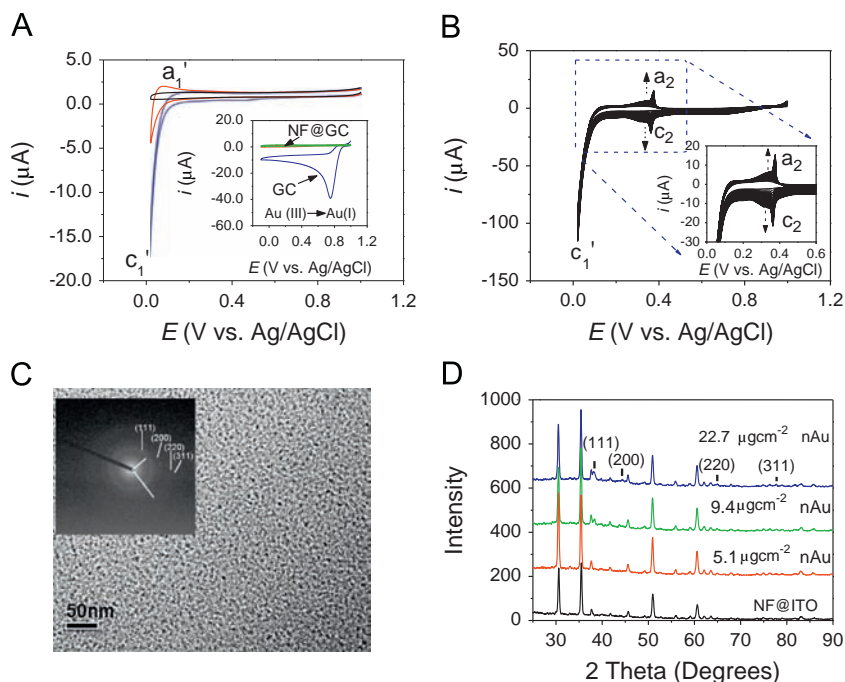 A
a₁'
c₁'
5.0
0.0
-5.0
-10.0
-15.0
-20.0
i (μA)
0.0
0.4
0.8
1.2
E (V vs. Ag/AgCl)
20.0
0.0
-20.0
-40.0
-60.0
i (μA)
NF@GC
GC
Au (III)→Au(I)
0.0 0.3 0.6 0.9 1.2
E (V vs. Ag/AgCl)
B
50
0
-50
-100
-150
i (μA)
a₂
c₂
c₁'
0.0
0.4
0.8
1.2
E (V vs. Ag/AgCl)
20
10
0
-10
-20
-30
i (μA)
a₂
c₂
0.0 0.2 0.4 0.6
E (V vs. Ag/AgCl)
C
(111)
(200)
(220)
(311)
50nm
D
1000
800
600
400
200
0
Intensity
22.7 μgcm⁻² nAu
(111)
(200)
(220)
(311)
9.4μgcm⁻² nAu
5.1μgcm⁻² nAu
NF@ITO
30 40 50 60 70 80 90
2 Theta (Degrees)